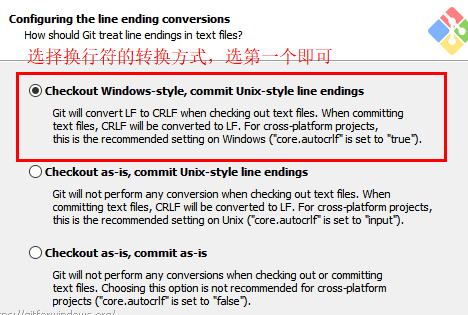 Configuring the line ending conversions
How should Git treat line endings in text files?
选择换行符的转换方式，选第一个即可
Checkout Windows-style, commit Unix-style line endings
Git will convert LF to CRLF when checking out text files. When committing
text files, CRLF will be converted to LF. For cross-platform projects,
this is the recommended setting on Windows ("core.autocrlf" is set to "true").
Checkout as-is, commit Unix-style line endings
Git will not perform any conversion when checking out text files. When
committing text files, CRLF will be converted to LF. For cross-platform projects,
this is the recommended setting on Unix ("core.autocrlf" is set to "input").
Checkout as-is, commit as-is
Git will not perform any conversions when checking out or committing
text files. Choosing this option is not recommended for cross-platform
projects ("core.autocrlf" is set to "false").